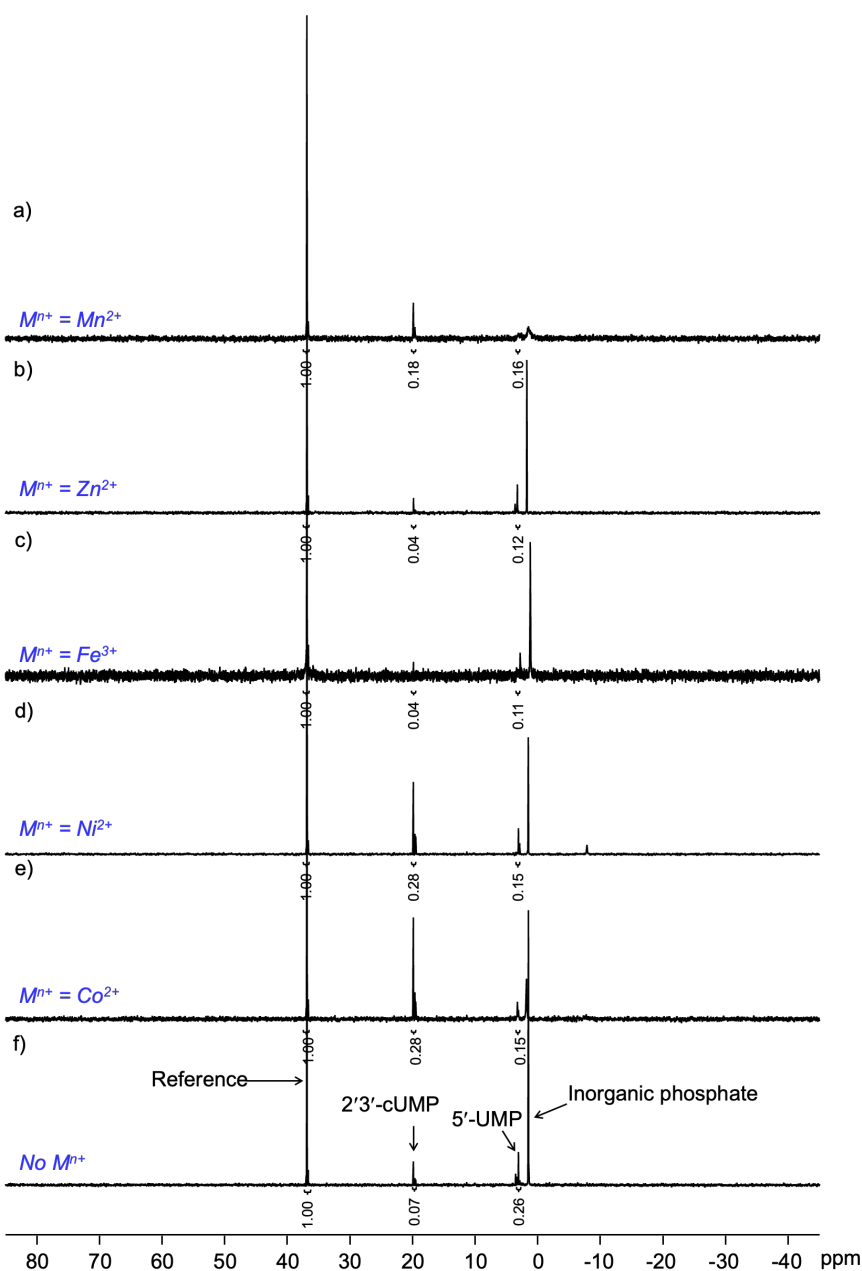 a)
Mⁿ⁺ = Mn²⁺
1.00 0.18 0.16
b)
Mⁿ⁺ = Zn²⁺
1.00 0.04 0.12
c)
Mⁿ⁺ = Fe³⁺
1.00 0.04 0.11
d)
Mⁿ⁺ = Ni²⁺
1.00 0.28 0.15
e)
Mⁿ⁺ = Co²⁺
1.00 0.28 0.15
f)
Reference
2′3′-cUMP
5′-UMP
Inorganic phosphate
No Mⁿ⁺
1.00 0.07 0.26
80 70 60 50 40 30 20 10 0 -10 -20 -30 -40 ppm